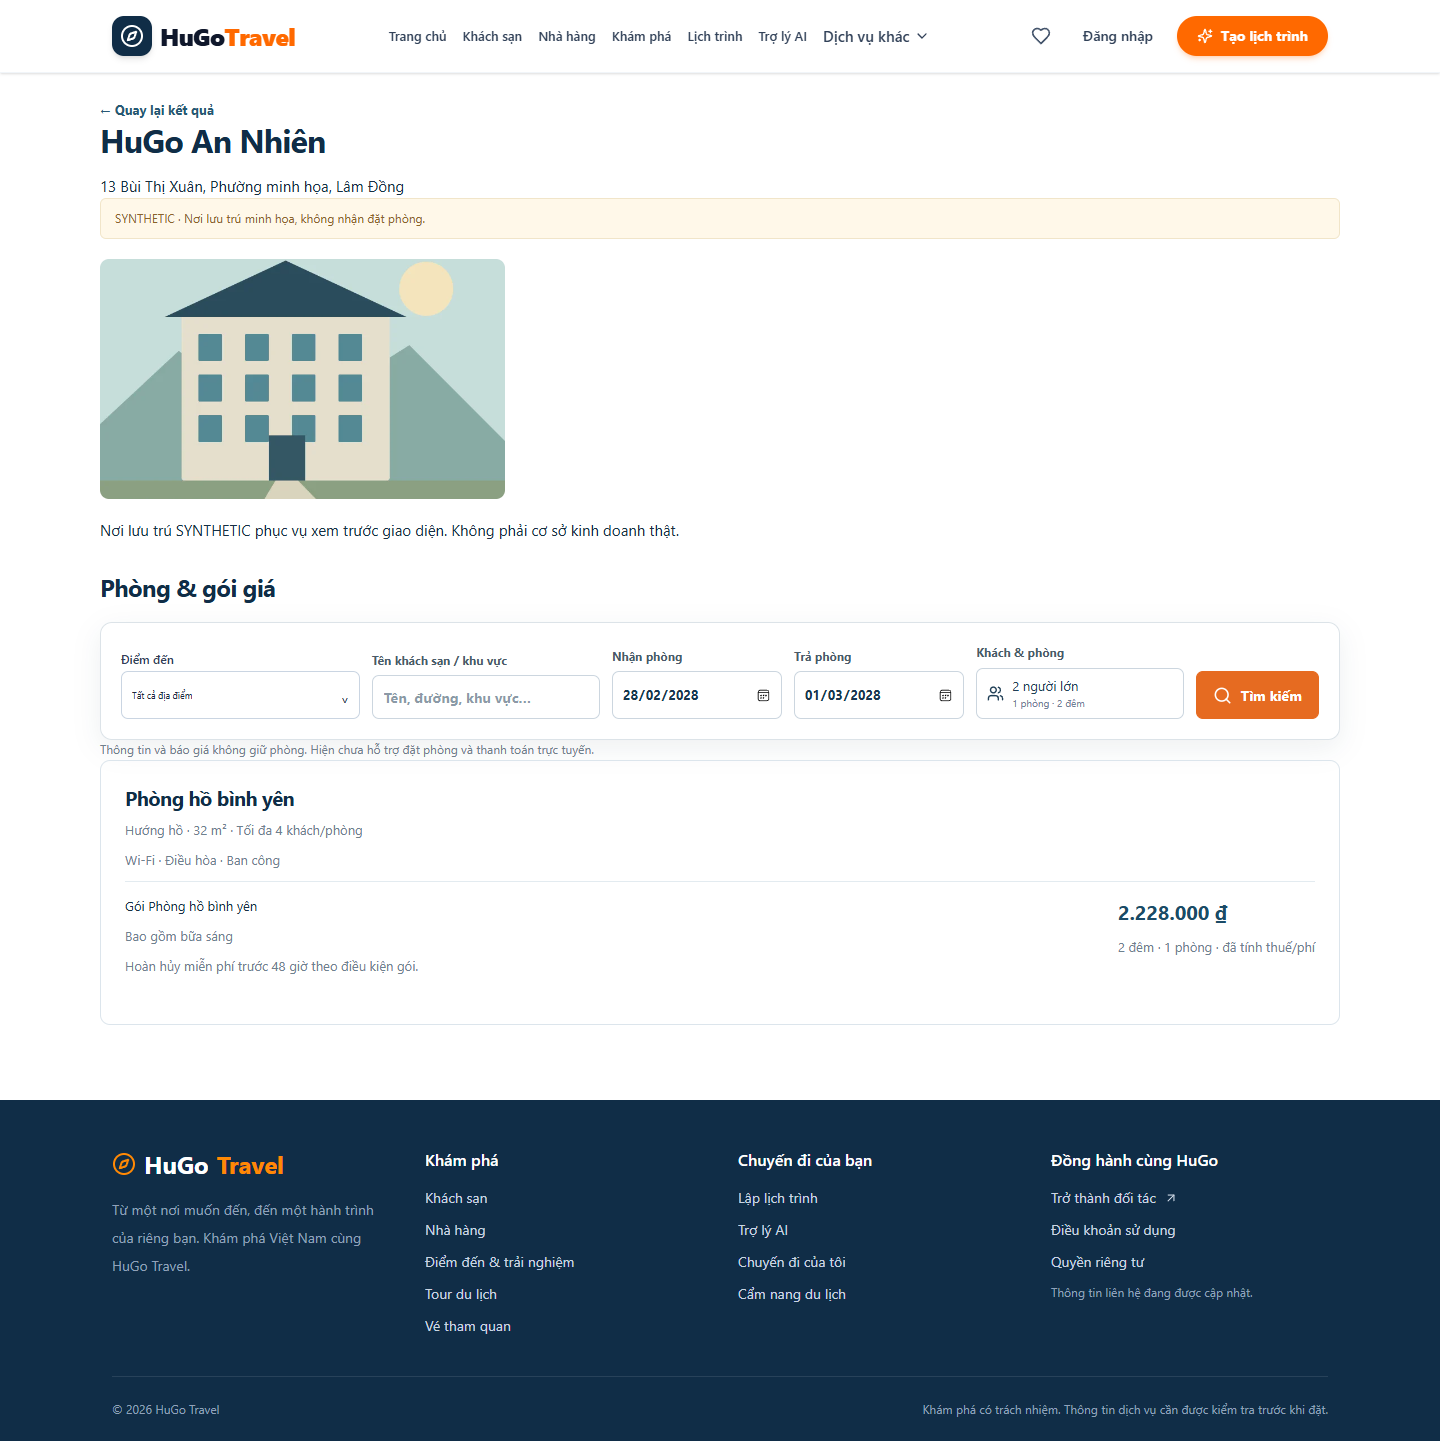 HuGoTravel
Trang chủ
Khách sạn
Nhà hàng
Khám phá
Lịch trình
Trợ lý AI
Dịch vụ khác
Đăng nhập
Tạo lịch trình
← Quay lại kết quả
HuGo An Nhiên
13 Bùi Thị Xuân, Phường minh họa, Lâm Đồng
SYNTHETIC · Nơi lưu trú minh họa, không nhận đặt phòng.
Nơi lưu trú SYNTHETIC phục vụ xem trước giao diện. Không phải cơ sở kinh doanh thật.
Phòng & gói giá
Điểm đến
Tất cả địa điểm
Tên khách sạn / khu vực
Tên, đường, khu vực...
Nhận phòng
28/02/2028
Trả phòng
01/03/2028
Khách & phòng
2 người lớn
1 phòng · 2 đêm
Tìm kiếm
Thông tin và báo giá không giữ phòng. Hiện chưa hỗ trợ đặt phòng và thanh toán trực tuyến.
Phòng hồ bình yên
Hướng hồ · 32 m² · Tối đa 4 khách/phòng
Wi-Fi · Điều hòa · Ban công
Gói Phòng hồ bình yên
Bao gồm bữa sáng
Hoàn hủy miễn phí trước 48 giờ theo điều kiện gói.
2.228.000 ₫
2 đêm · 1 phòng · đã tính thuế/phí
HuGo Travel
Từ một nơi muốn đến, đến một hành trình
của riêng bạn. Khám phá Việt Nam cùng
HuGo Travel.
Khám phá
Khách sạn
Nhà hàng
Điểm đến & trải nghiệm
Tour du lịch
Vé tham quan
Chuyến đi của bạn
Lập lịch trình
Trợ lý AI
Chuyến đi của tôi
Cẩm nang du lịch
Đồng hành cùng HuGo
Trở thành đối tác
Điều khoản sử dụng
Quyền riêng tư
Thông tin liên hệ đang được cập nhật.
© 2026 HuGo Travel
Khám phá có trách nhiệm. Thông tin dịch vụ cần được kiểm tra trước khi đặt.